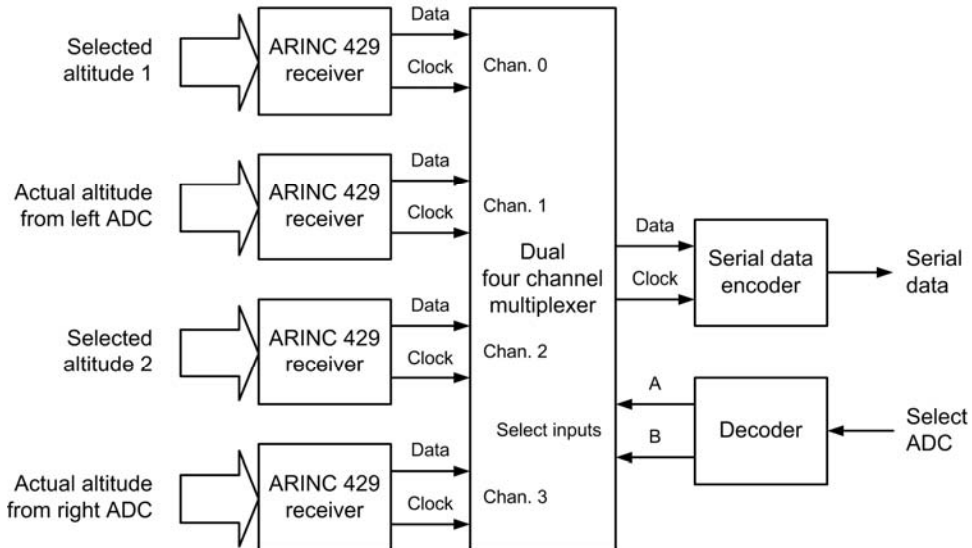 Selected
altitude 1
ARINC 429
receiver
Data
Clock
Chan. 0
Actual altitude
from left ADC
ARINC 429
receiver
Data
Clock
Chan. 1
Selected
altitude 2
ARINC 429
receiver
Data
Clock
Chan. 2
Actual altitude
from right ADC
ARINC 429
receiver
Data
Clock
Chan. 3
Dual
four channel
multiplexer
Select inputs
Data
Clock
Serial data
encoder
Serial
data
A
B
Decoder
Select
ADC